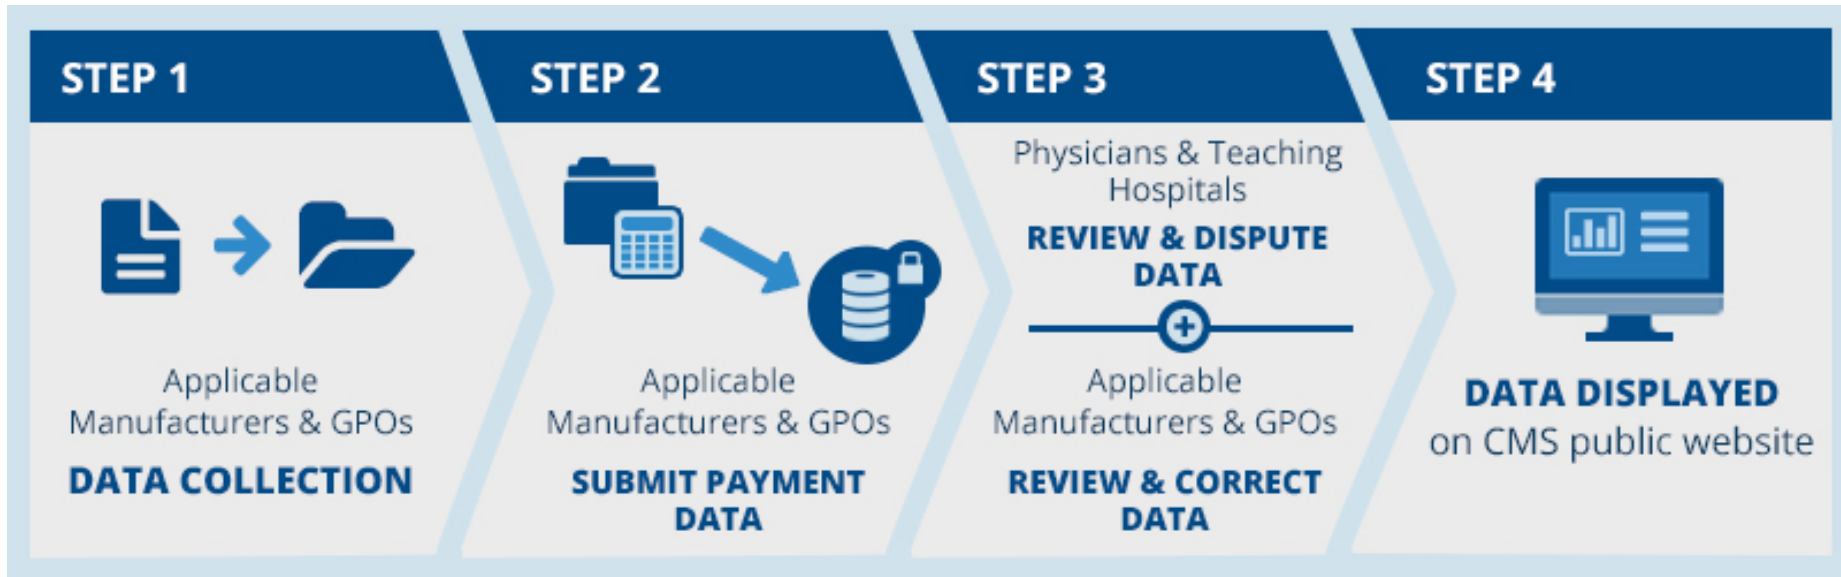 STEP 1
Applicable
Manufacturers & GPOs
DATA COLLECTION
STEP 2
Applicable
Manufacturers & GPOs
SUBMIT PAYMENT
DATA
STEP 3
Physicians & Teaching
Hospitals
REVIEW & DISPUTE
DATA
Applicable
Manufacturers & GPOs
REVIEW & CORRECT
DATA
STEP 4
DATA DISPLAYED
on CMS public website